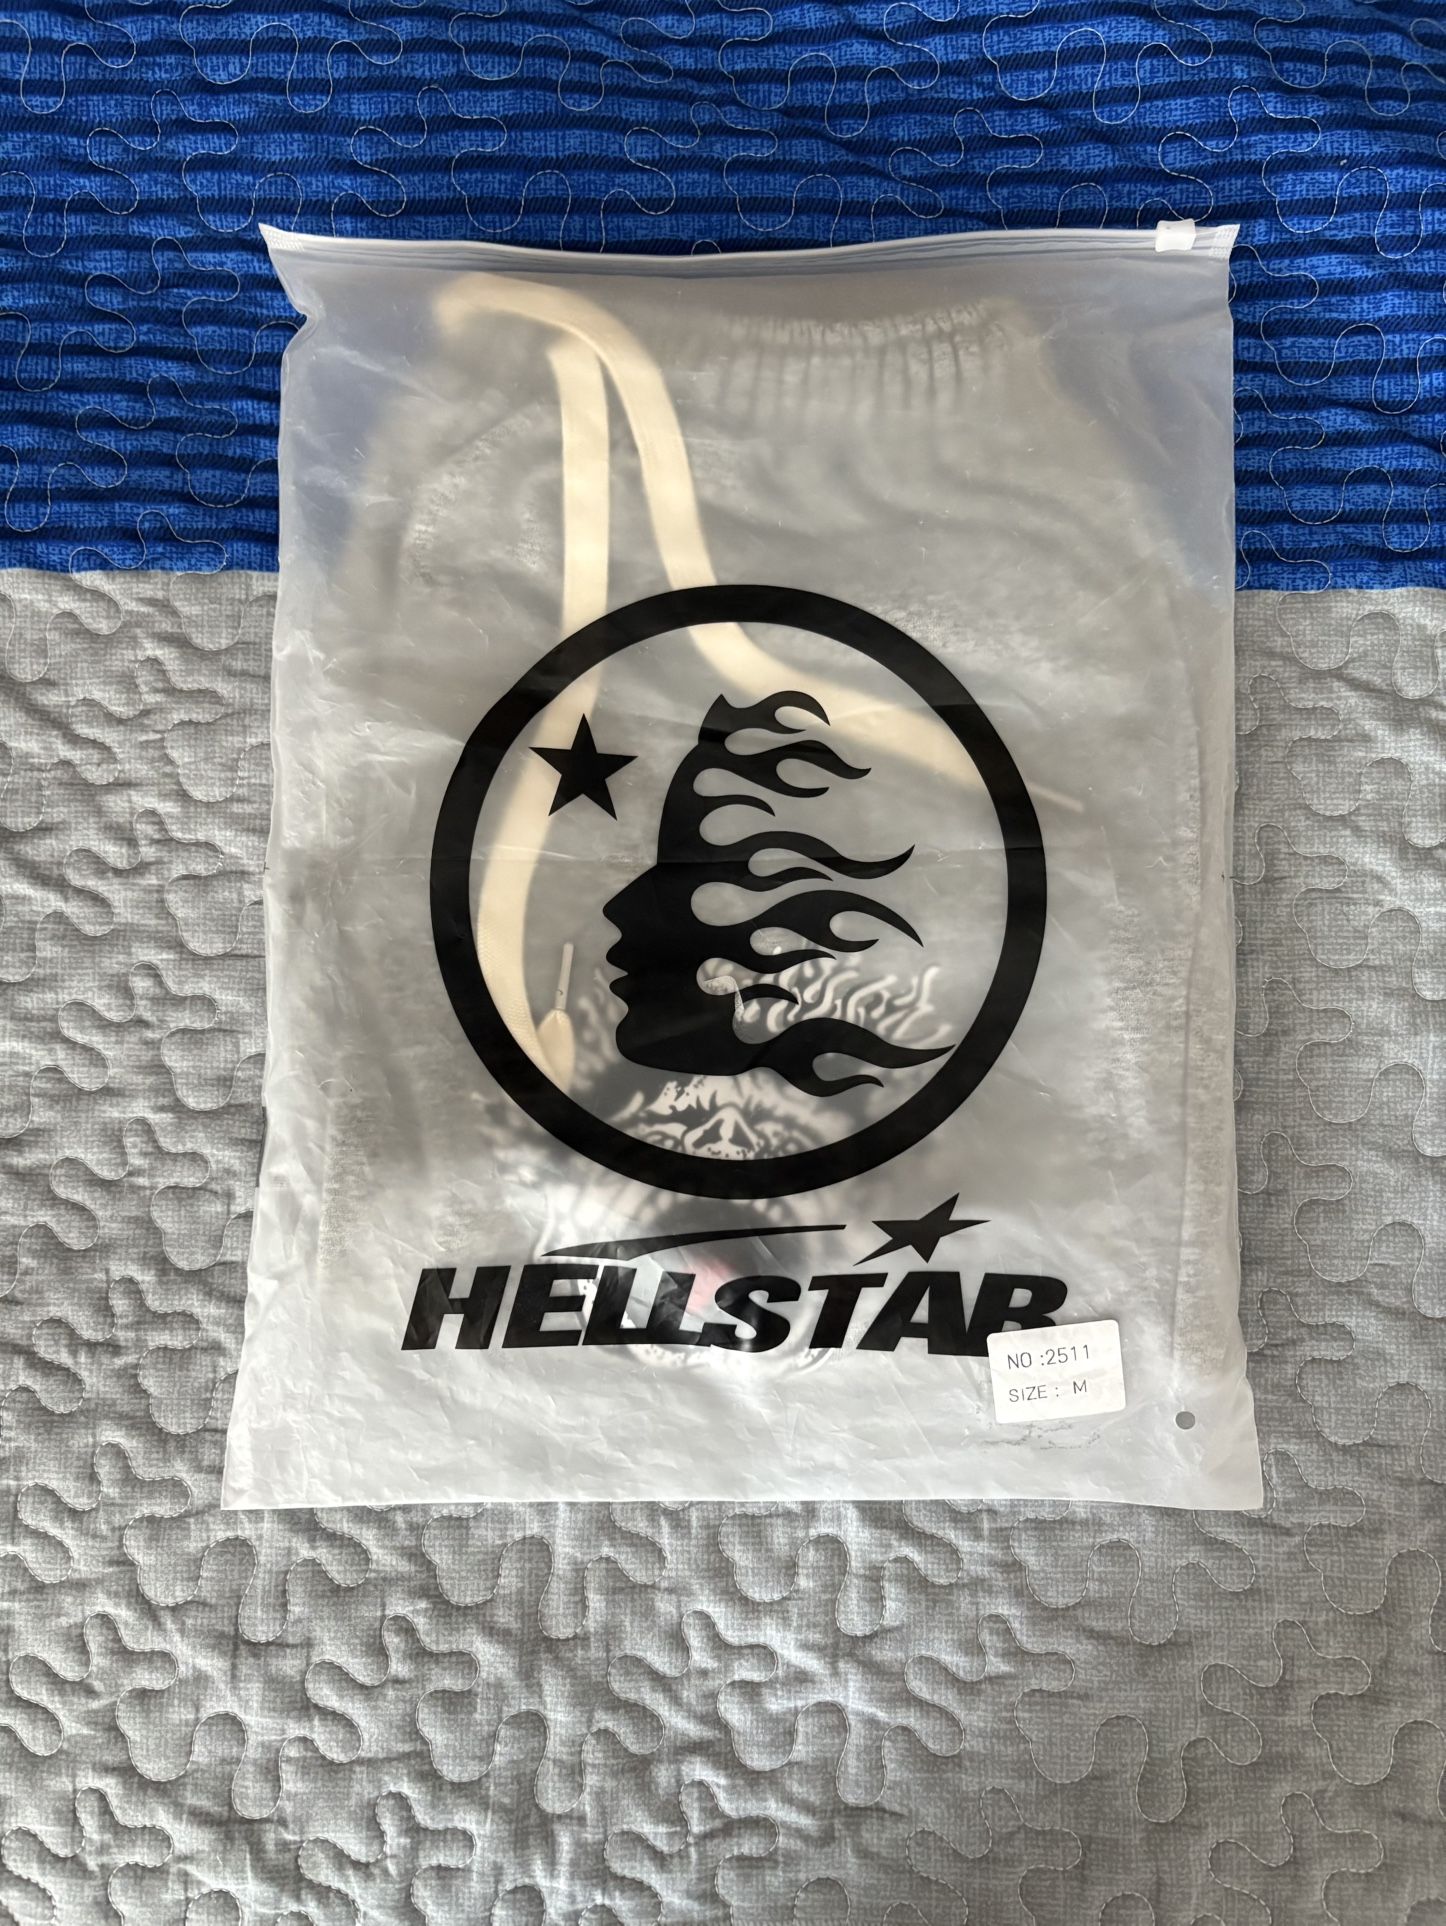 HELLSTAR
NO :2511
SIZE : M